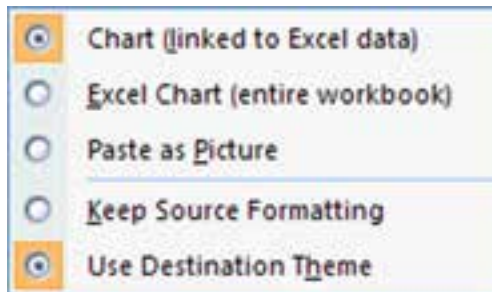 Chart (linked to Excel data)
Excel Chart (entire workbook)
Paste as Picture
Keep Source Formatting
Use Destination Theme